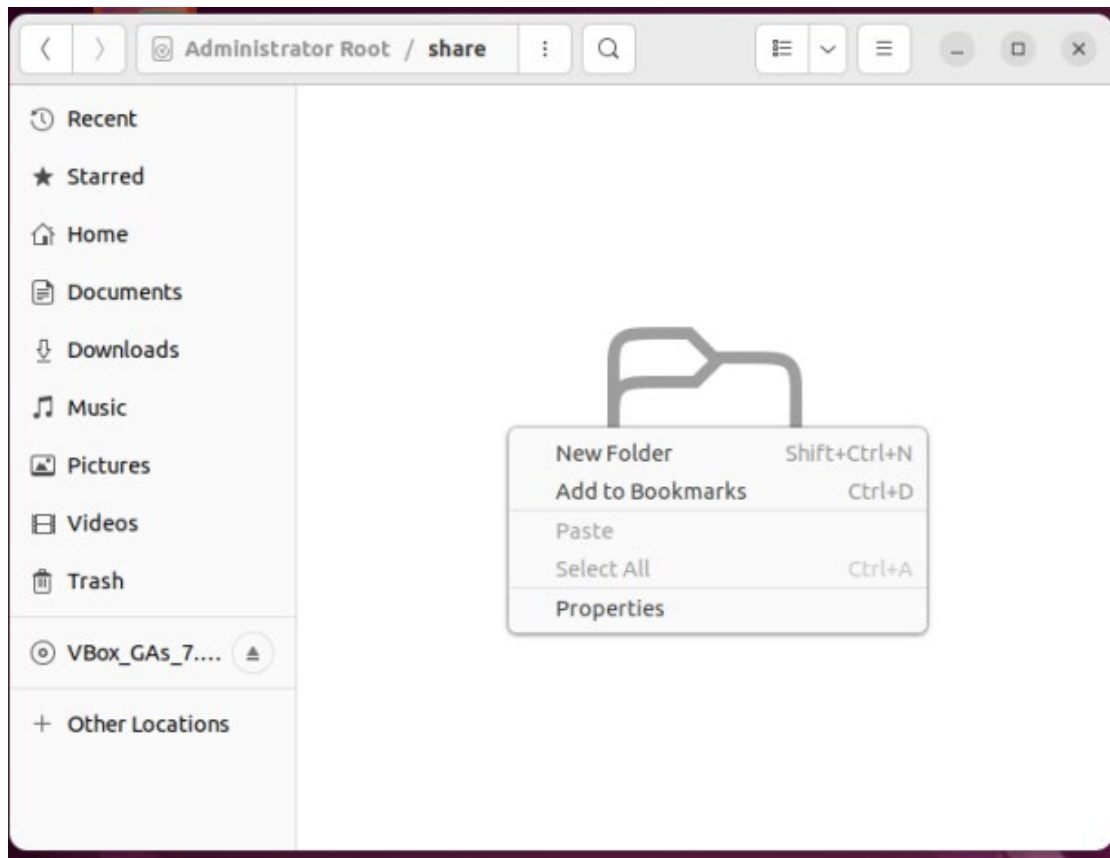 Administrator Root / share
Recent
Starred
Home
Documents
Downloads
Music
Pictures
Videos
Trash
VBox_GAs_7....
+ Other Locations
New Folder Shift+Ctrl+N
Add to Bookmarks Ctrl+D
Paste
Select All Ctrl+A
Properties